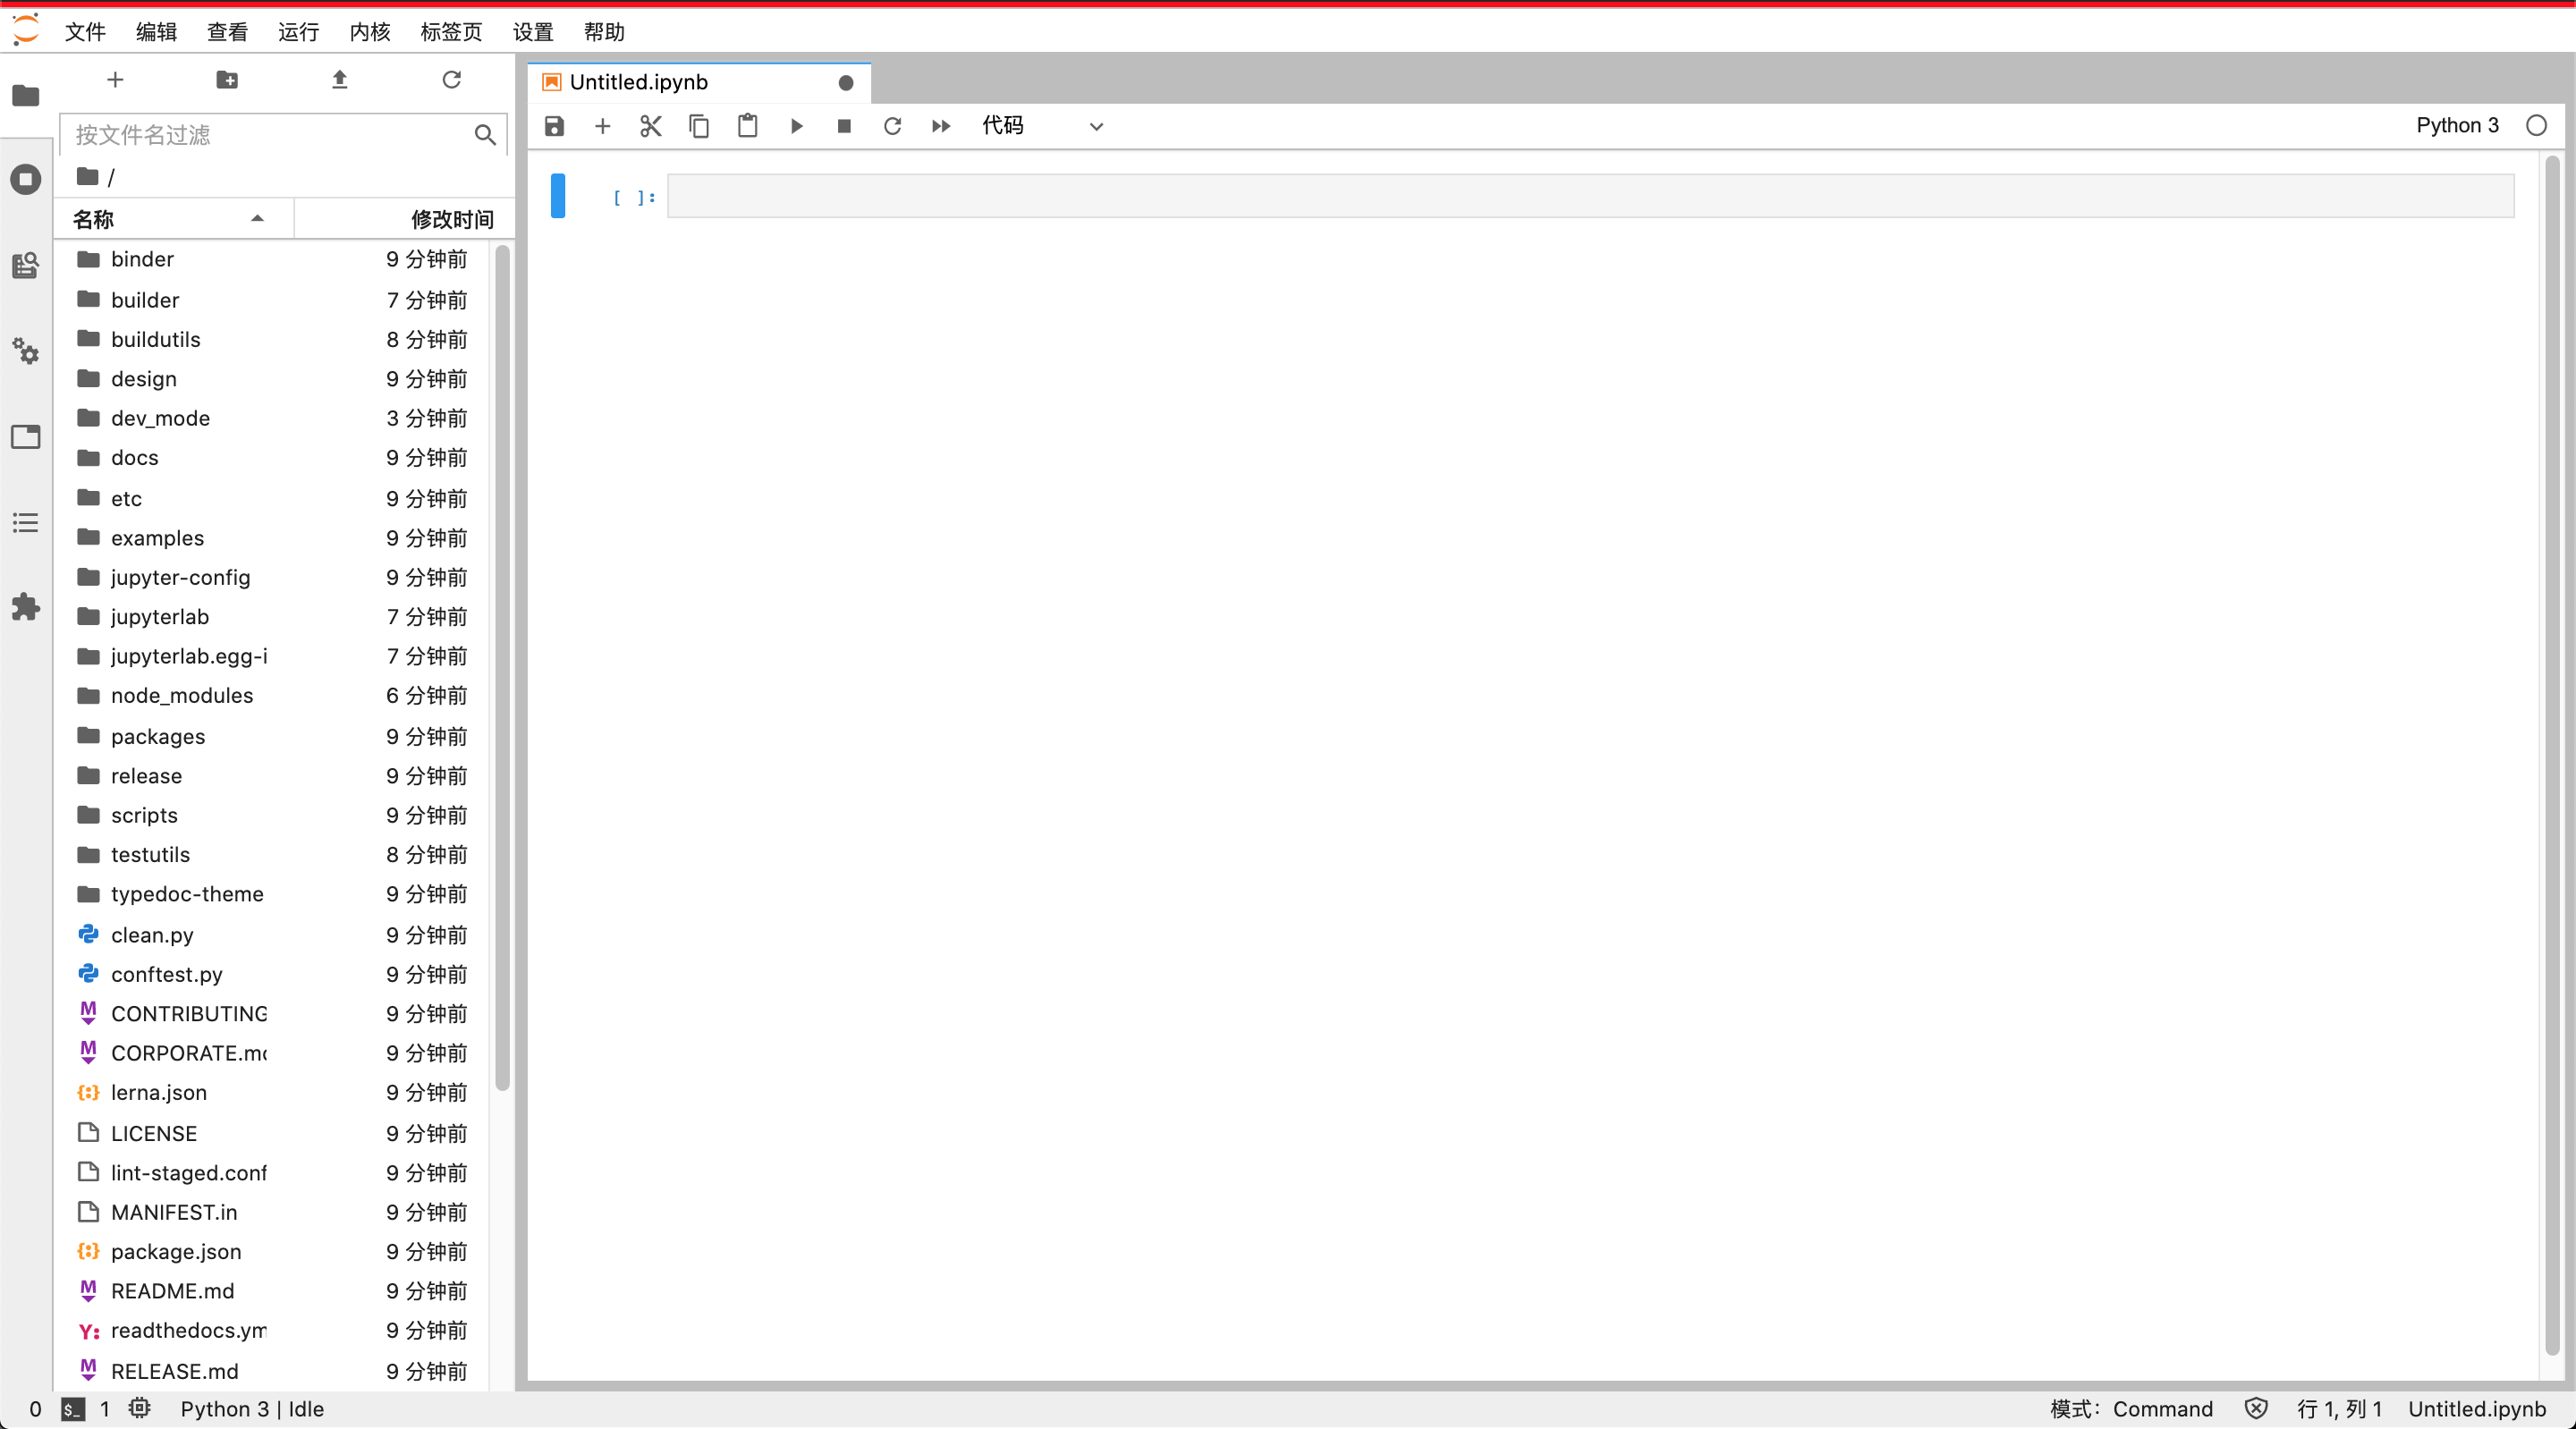 文件 编辑 查看 运行 内核 标签页 设置 帮助
Untitled.ipynb
按文件名过滤
代码
Python 3
/
[ ]:
名称 修改时间
binder 9 分钟前
builder 7 分钟前
buildutils 8 分钟前
design 9 分钟前
dev_mode 3 分钟前
docs 9 分钟前
etc 9 分钟前
examples 9 分钟前
jupyter-config 9 分钟前
jupyterlab 7 分钟前
jupyterlab.egg-i 7 分钟前
node_modules 6 分钟前
packages 9 分钟前
release 9 分钟前
scripts 9 分钟前
testutils 8 分钟前
typedoc-theme 9 分钟前
clean.py 9 分钟前
conftest.py 9 分钟前
CONTRIBUTING 9 分钟前
CORPORATE.md 9 分钟前
lerna.json 9 分钟前
LICENSE 9 分钟前
lint-staged.conf 9 分钟前
MANIFEST.in 9 分钟前
package.json 9 分钟前
README.md 9 分钟前
readthedocs.ym 9 分钟前
RELEASE.md 9 分钟前
0 $_ 1 Python 3 | Idle 模式： Command 行 1, 列 1 Untitled.ipynb